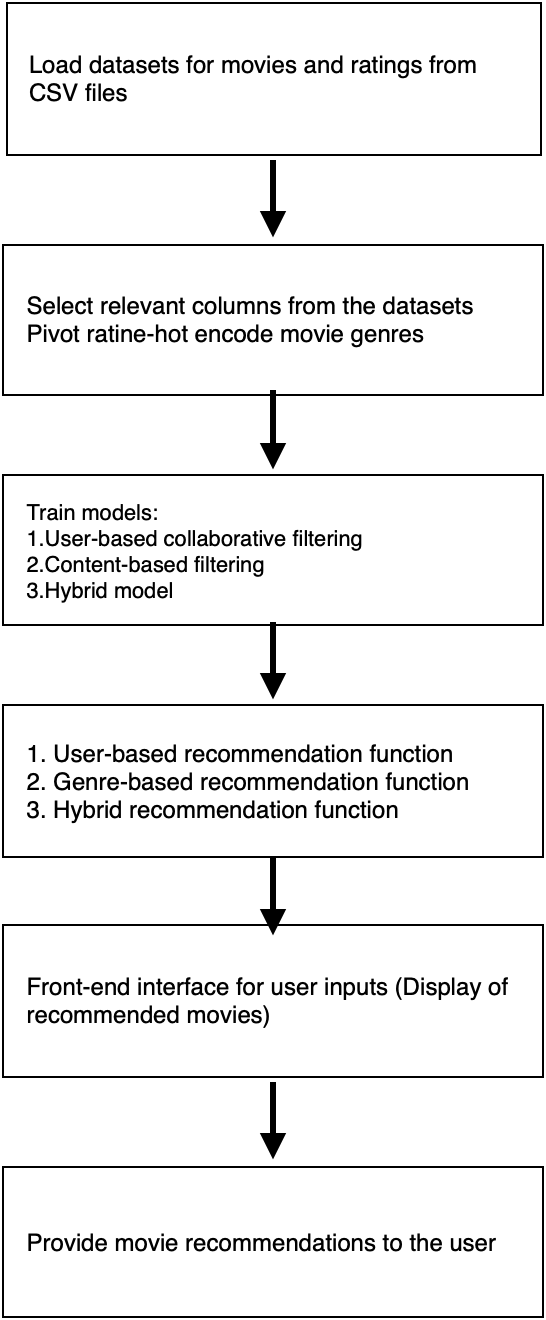 Load datasets for movies and ratings from
CSV files
Select relevant columns from the datasets
Pivot ratine-hot encode movie genres
Train models:
1.User-based collaborative filtering
2.Content-based filtering
3.Hybrid model
1. User-based recommendation function
2. Genre-based recommendation function
3. Hybrid recommendation function
Front-end interface for user inputs (Display of
recommended movies)
Provide movie recommendations to the user